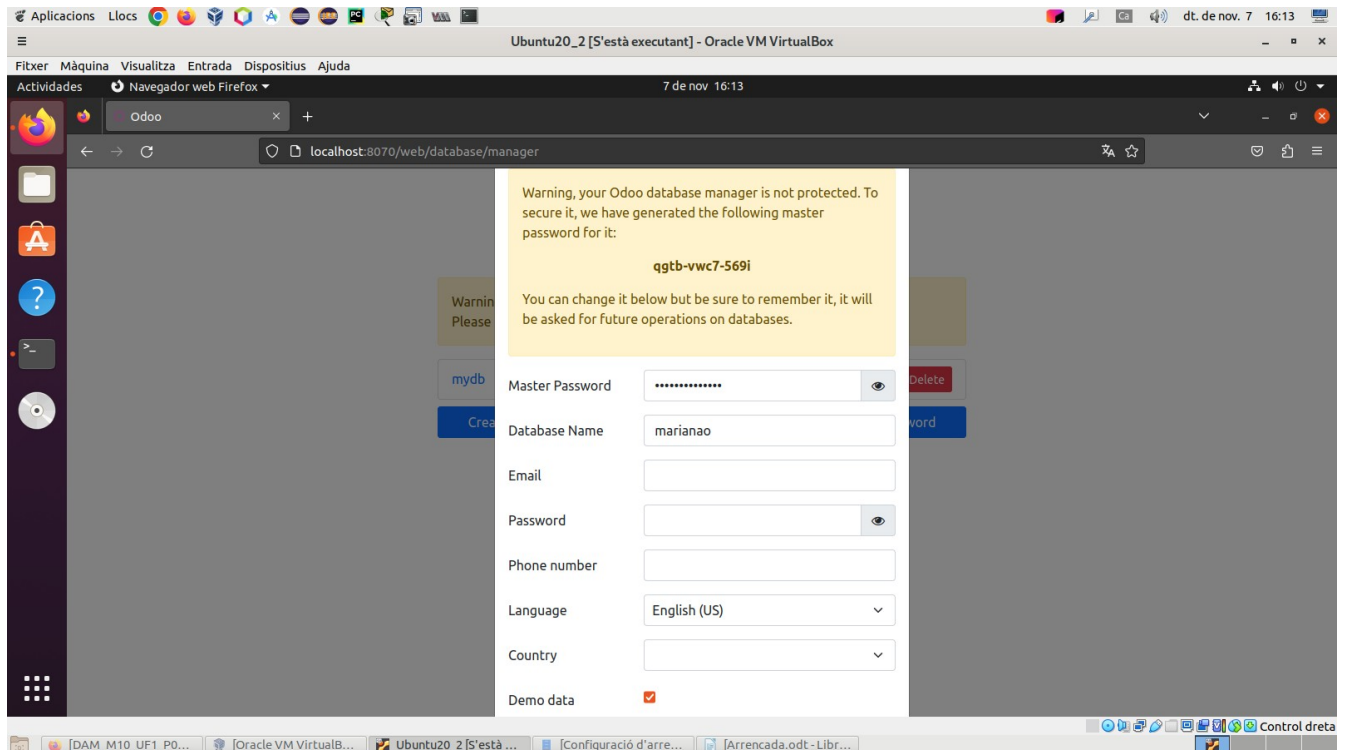 Aplicacions Llocs Ca dt. de nov. 7 16:13
Ubuntu20_2 [S'està executant] - Oracle VM VirtualBox
Fitxer Màquina Visualitza Entrada Dispositius Ajuda
Actividades Navegador web Firefox 7 de nov 16:13
Odoo
localhost:8070/web/database/manager
Warning, your Odoo database manager is not protected. To
secure it, we have generated the following master
password for it:
qgtb-vwc7-569i
You can change it below but be sure to remember it, it will
be asked for future operations on databases.
Warnin
Please
mydb
Delete
Crea
word
Master Password ••••••••••••••
Database Name marianao
Email
Password
Phone number
Language English (US)
Country
Demo data
Control dreta
[DAM M10 UF1 P0... [Oracle VM VirtualB... Ubuntu20_2 [S'està ... [Configuració d'arre... [Arrencada.odt - Libr...